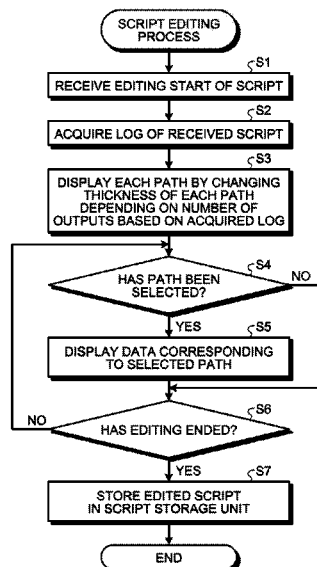 SCRIPT EDITING
PROCESS
S1
RECEIVE EDITING START OF SCRIPT
S2
ACQUIRE LOG OF RECEIVED SCRIPT
S3
DISPLAY EACH PATH BY CHANGING
THICKNESS OF EACH PATH
DEPENDING ON NUMBER OF
OUTPUTS BASED ON ACQUIRED LOG
S4
HAS PATH BEEN
SELECTED?
NO
YES
S5
DISPLAY DATA CORRESPONDING
TO SELECTED PATH
S6
NO
HAS EDITING ENDED?
YES
S7
STORE EDITED SCRIPT
IN SCRIPT STORAGE UNIT
END